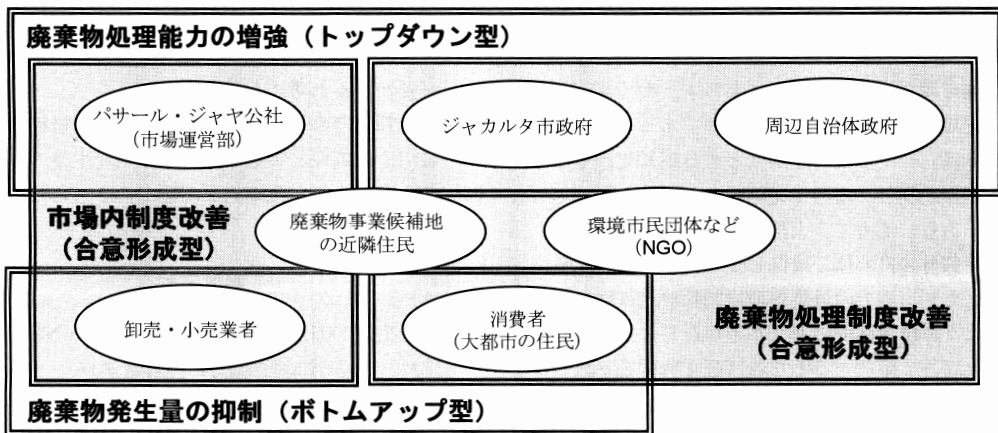 廃棄物処理能力の増強(トップダウン型)
パサール・ジャヤ公社
(市場運営部)
ジャカルタ市政府
周辺自治体政府
市場内制度改善
(合意形成型)
廃棄物事業候補地
の近隣住民
環境市民団体など
(NGO)
卸売・小売業者
消費者
(大都市の住民)
廃棄物処理制度改善
(合意形成型)
廃棄物発生量の抑制(ボトムアップ型)